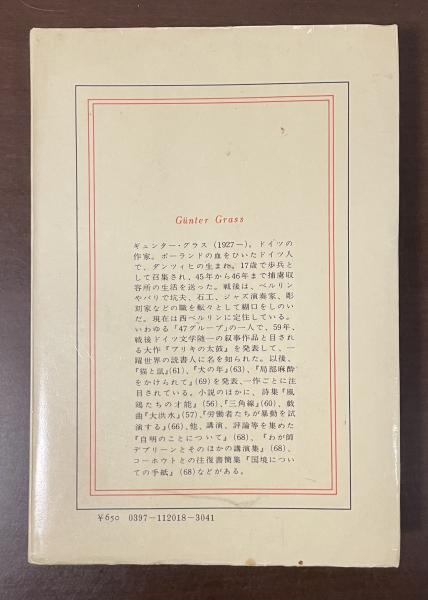 Günter Grass
ギュンター・グラス (1927―)。ドイツの
作家。ポーランドの血をひいたドイツ人
で、ダンツィヒの生まれ。17歳で歩兵と
して召集され、45年から46年まで捕虜収
容所の生活を送った。戦後は、ベルリン
やパリで坑夫、石工、ジャズ演奏家、彫
刻家などの職を転々として糊口をしのい
だ。現在は西ベルリンに定住している。
いわゆる「47グループ」の一人で、59年、
戦後ドイツ文学随一の叙事作品と目され
る大作『ブリキの太鼓』を発表して、一
躍世界の読書人に名を知られた。以後、
『猫と鼠』(61)、『犬の年』(63)、『局部麻酔
をかけられて』(69)を発表、一作ごとに注
目されている。小説のほかに、詩集『風
鶏たちの才能』(56)、『三角線』(60)、戯
曲『大洪水』(57)、『労働者たちが暴動を試
演する』(66)、他、講演、評論等を集めた
『自明のことについて』(68)、『わが師
デブリーンとそのほかの講演集』(68)、
コーホウトとの往復書簡集『国境につい
ての手紙』(68)などがある。
¥650 0397-112018-3041